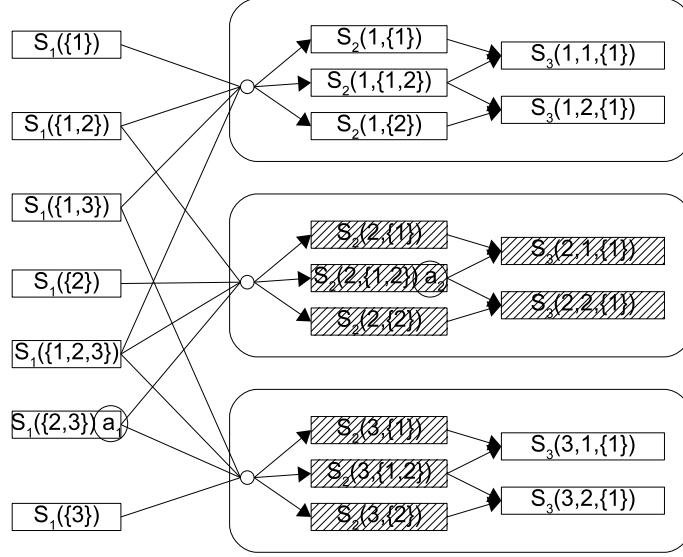 S₁({1})
S₁({1,2})
S₁({1,3})
S₁({2})
S₁({1,2,3})
S₁({2,3}) a₁
S₁({3})
S₂(1,{1})
S₂(1,{1,2})
S₂(1,{2})
S₃(1,1,{1})
S₃(1,2,{1})
S₂(2,{1})
S₂(2,{1,2}) a₂
S₂(2,{2})
S₃(2,1,{1})
S₃(2,2,{1})
S₂(3,{1})
S₂(3,{1,2})
S₂(3,{2})
S₃(3,1,{1})
S₃(3,2,{1})